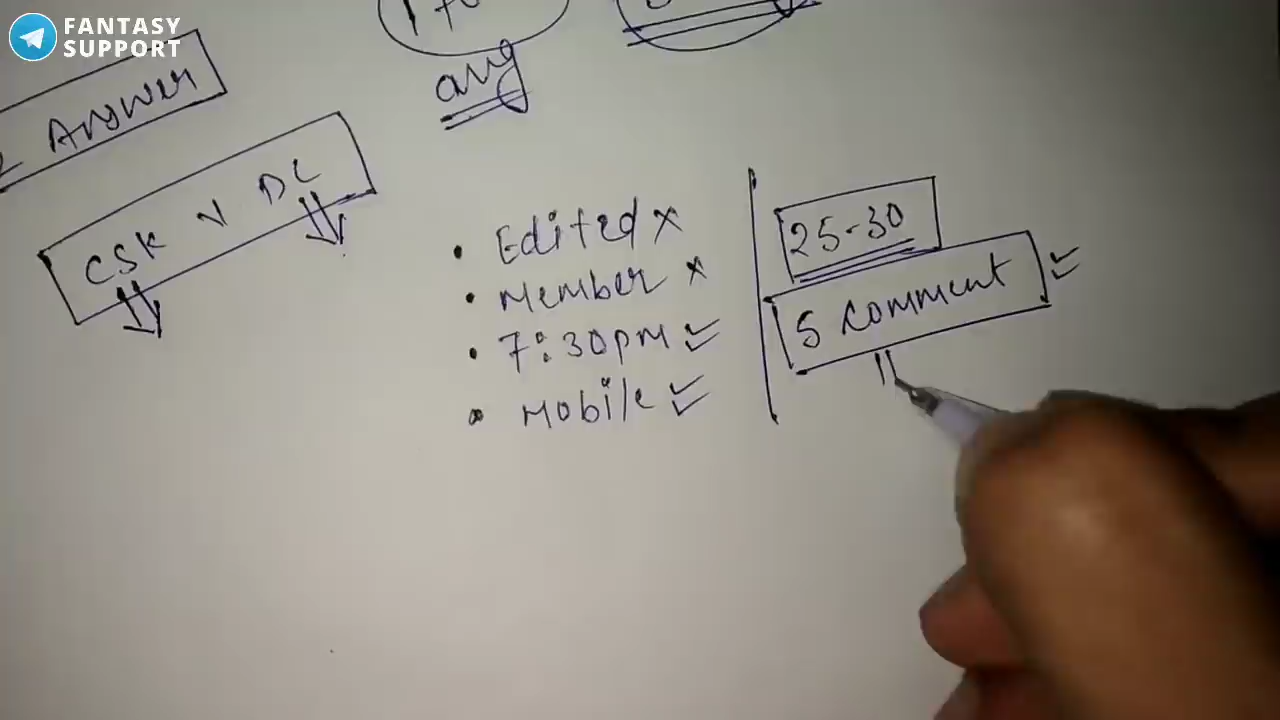 FANTASY
SUPPORT
Answer
avg
CSK V DC
• Edited ×
• Member ×
• 7:30pm ✓
• Mobile ✓
25-30
5 comment ✓